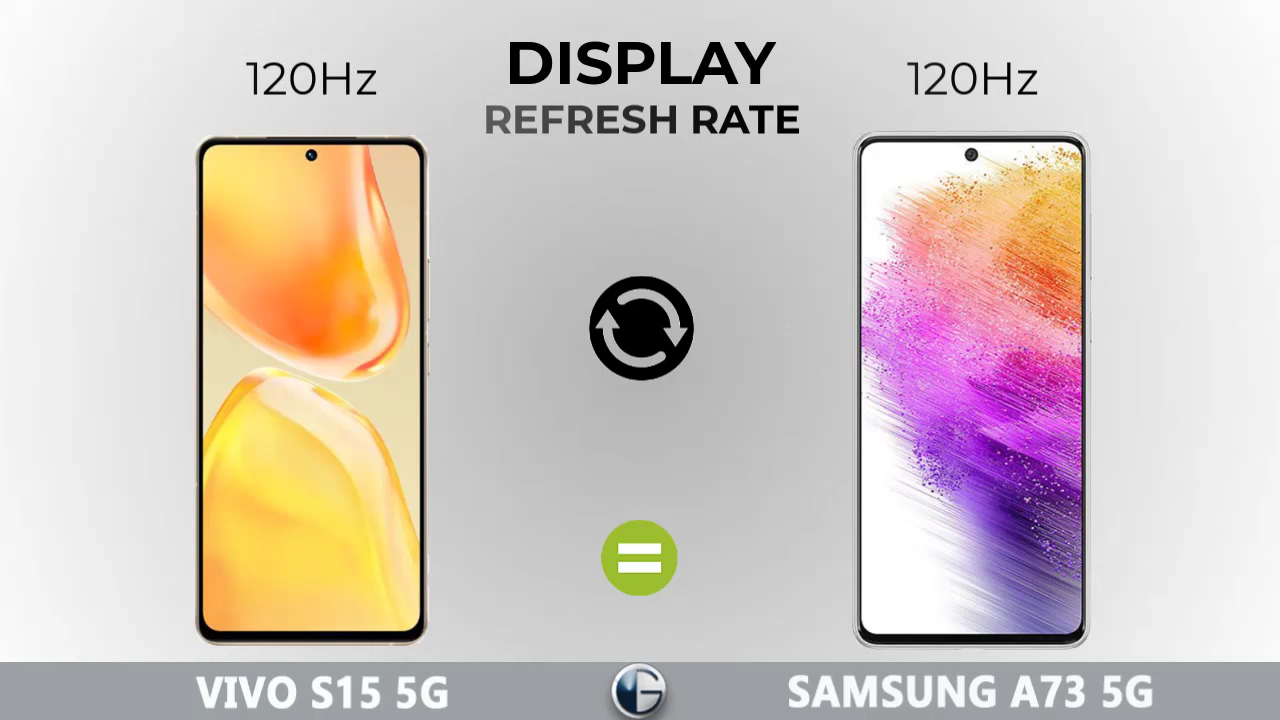 DISPLAY
REFRESH RATE
120Hz
120Hz
VIVO S15 5G
SAMSUNG A73 5G